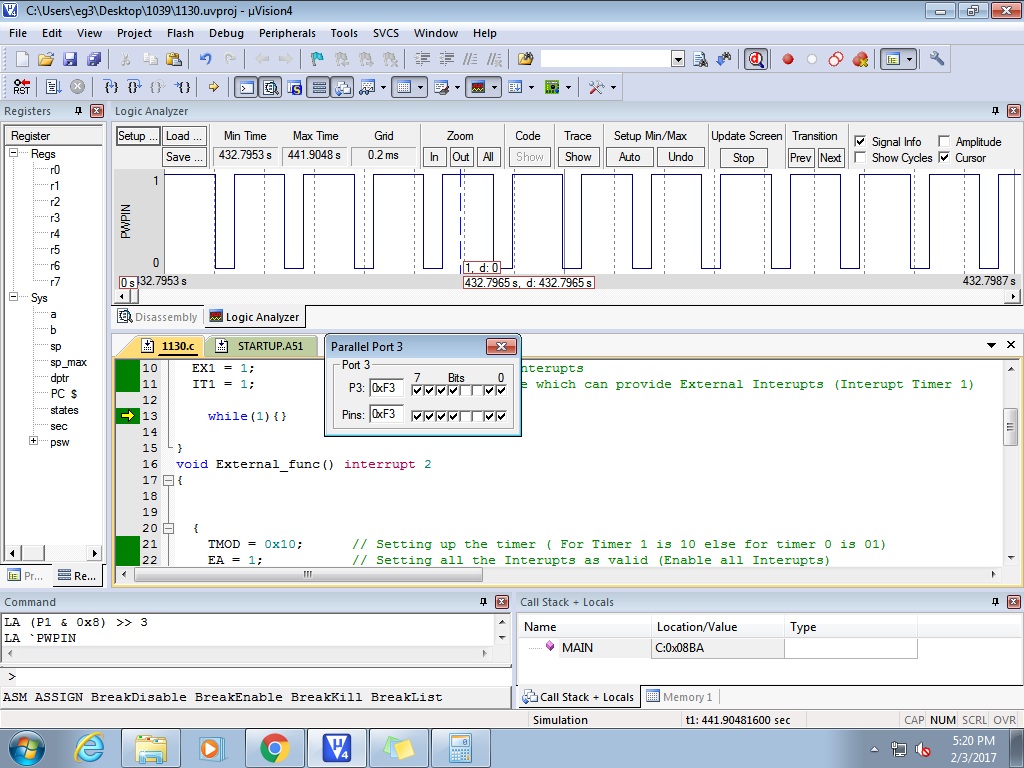 C:\Users\eg3\Desktop\1039\1130.uvproj - µVision4
File Edit View Project Flash Debug Peripherals Tools SVCS Window Help
RST
Registers
Register
Regs
r0
r1
r2
r3
r4
r5
r6
r7
Sys
a
b
sp
sp_max
dptr
PC $
states
sec
psw
Pr... Re...
Logic Analyzer
Setup ... Load ... Min Time Max Time Grid Zoom Code Trace Setup Min/Max Update Screen Transition Signal Info Amplitude
Save ... 432.7953 s 441.9048 s 0.2 ms In Out All Show Show Auto Undo Stop Prev Next Show Cycles Cursor
1
PWPIN
0
1, d: 0
0 s 432.7953 s 432.7965 s, d: 432.7965 s 432.7987 s
Disassembly Logic Analyzer
1130.c STARTUP.A51
Parallel Port 3
Port 3
7 Bits 0
P3: 0xF3
Pins: 0xF3
10 EX1 = 1; nterupts
11 IT1 = 1; e which can provide External Interupts (Interupt Timer 1)
12
13 while(1){}
14
15 }
16 void External_func() interrupt 2
17 {
18
19
20 {
21 TMOD = 0x10; // Setting up the timer ( For Timer 1 is 10 else for timer 0 is 01)
22 EA = 1; // Setting all the Interupts as valid (Enable all Interupts)
Command
LA (P1 & 0x8) >> 3
LA `PWPIN
>
ASM ASSIGN BreakDisable BreakEnable BreakKill BreakList
Call Stack + Locals
Name Location/Value Type
MAIN C:0x08BA
Call Stack + Locals Memory 1
Simulation t1: 441.90481600 sec CAP NUM SCRL OVR
5:20 PM
2/3/2017